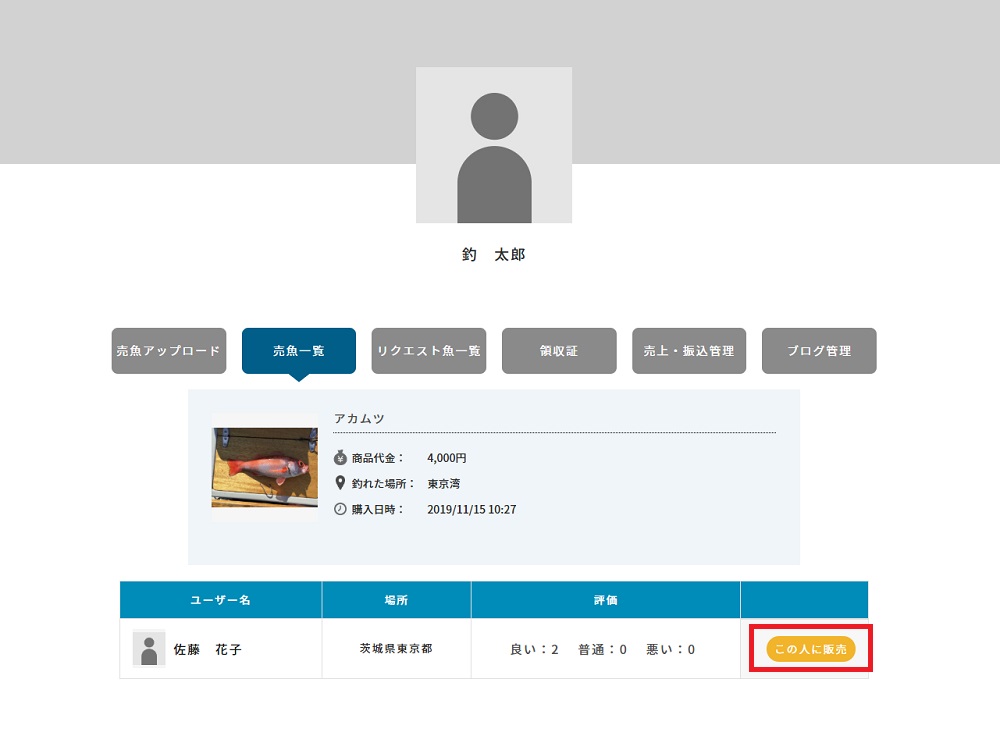 釣　太郎
売魚アップロード
売魚一覧
リクエスト魚一覧
領収証
売上・振込管理
ブログ管理
アカムツ
商品代金： 4,000円
釣れた場所： 東京湾
購入日時： 2019/11/15 10:27
ユーザー名 場所 評価
佐藤　花子 茨城県東京都 良い：2 普通：0 悪い：0 この人に販売